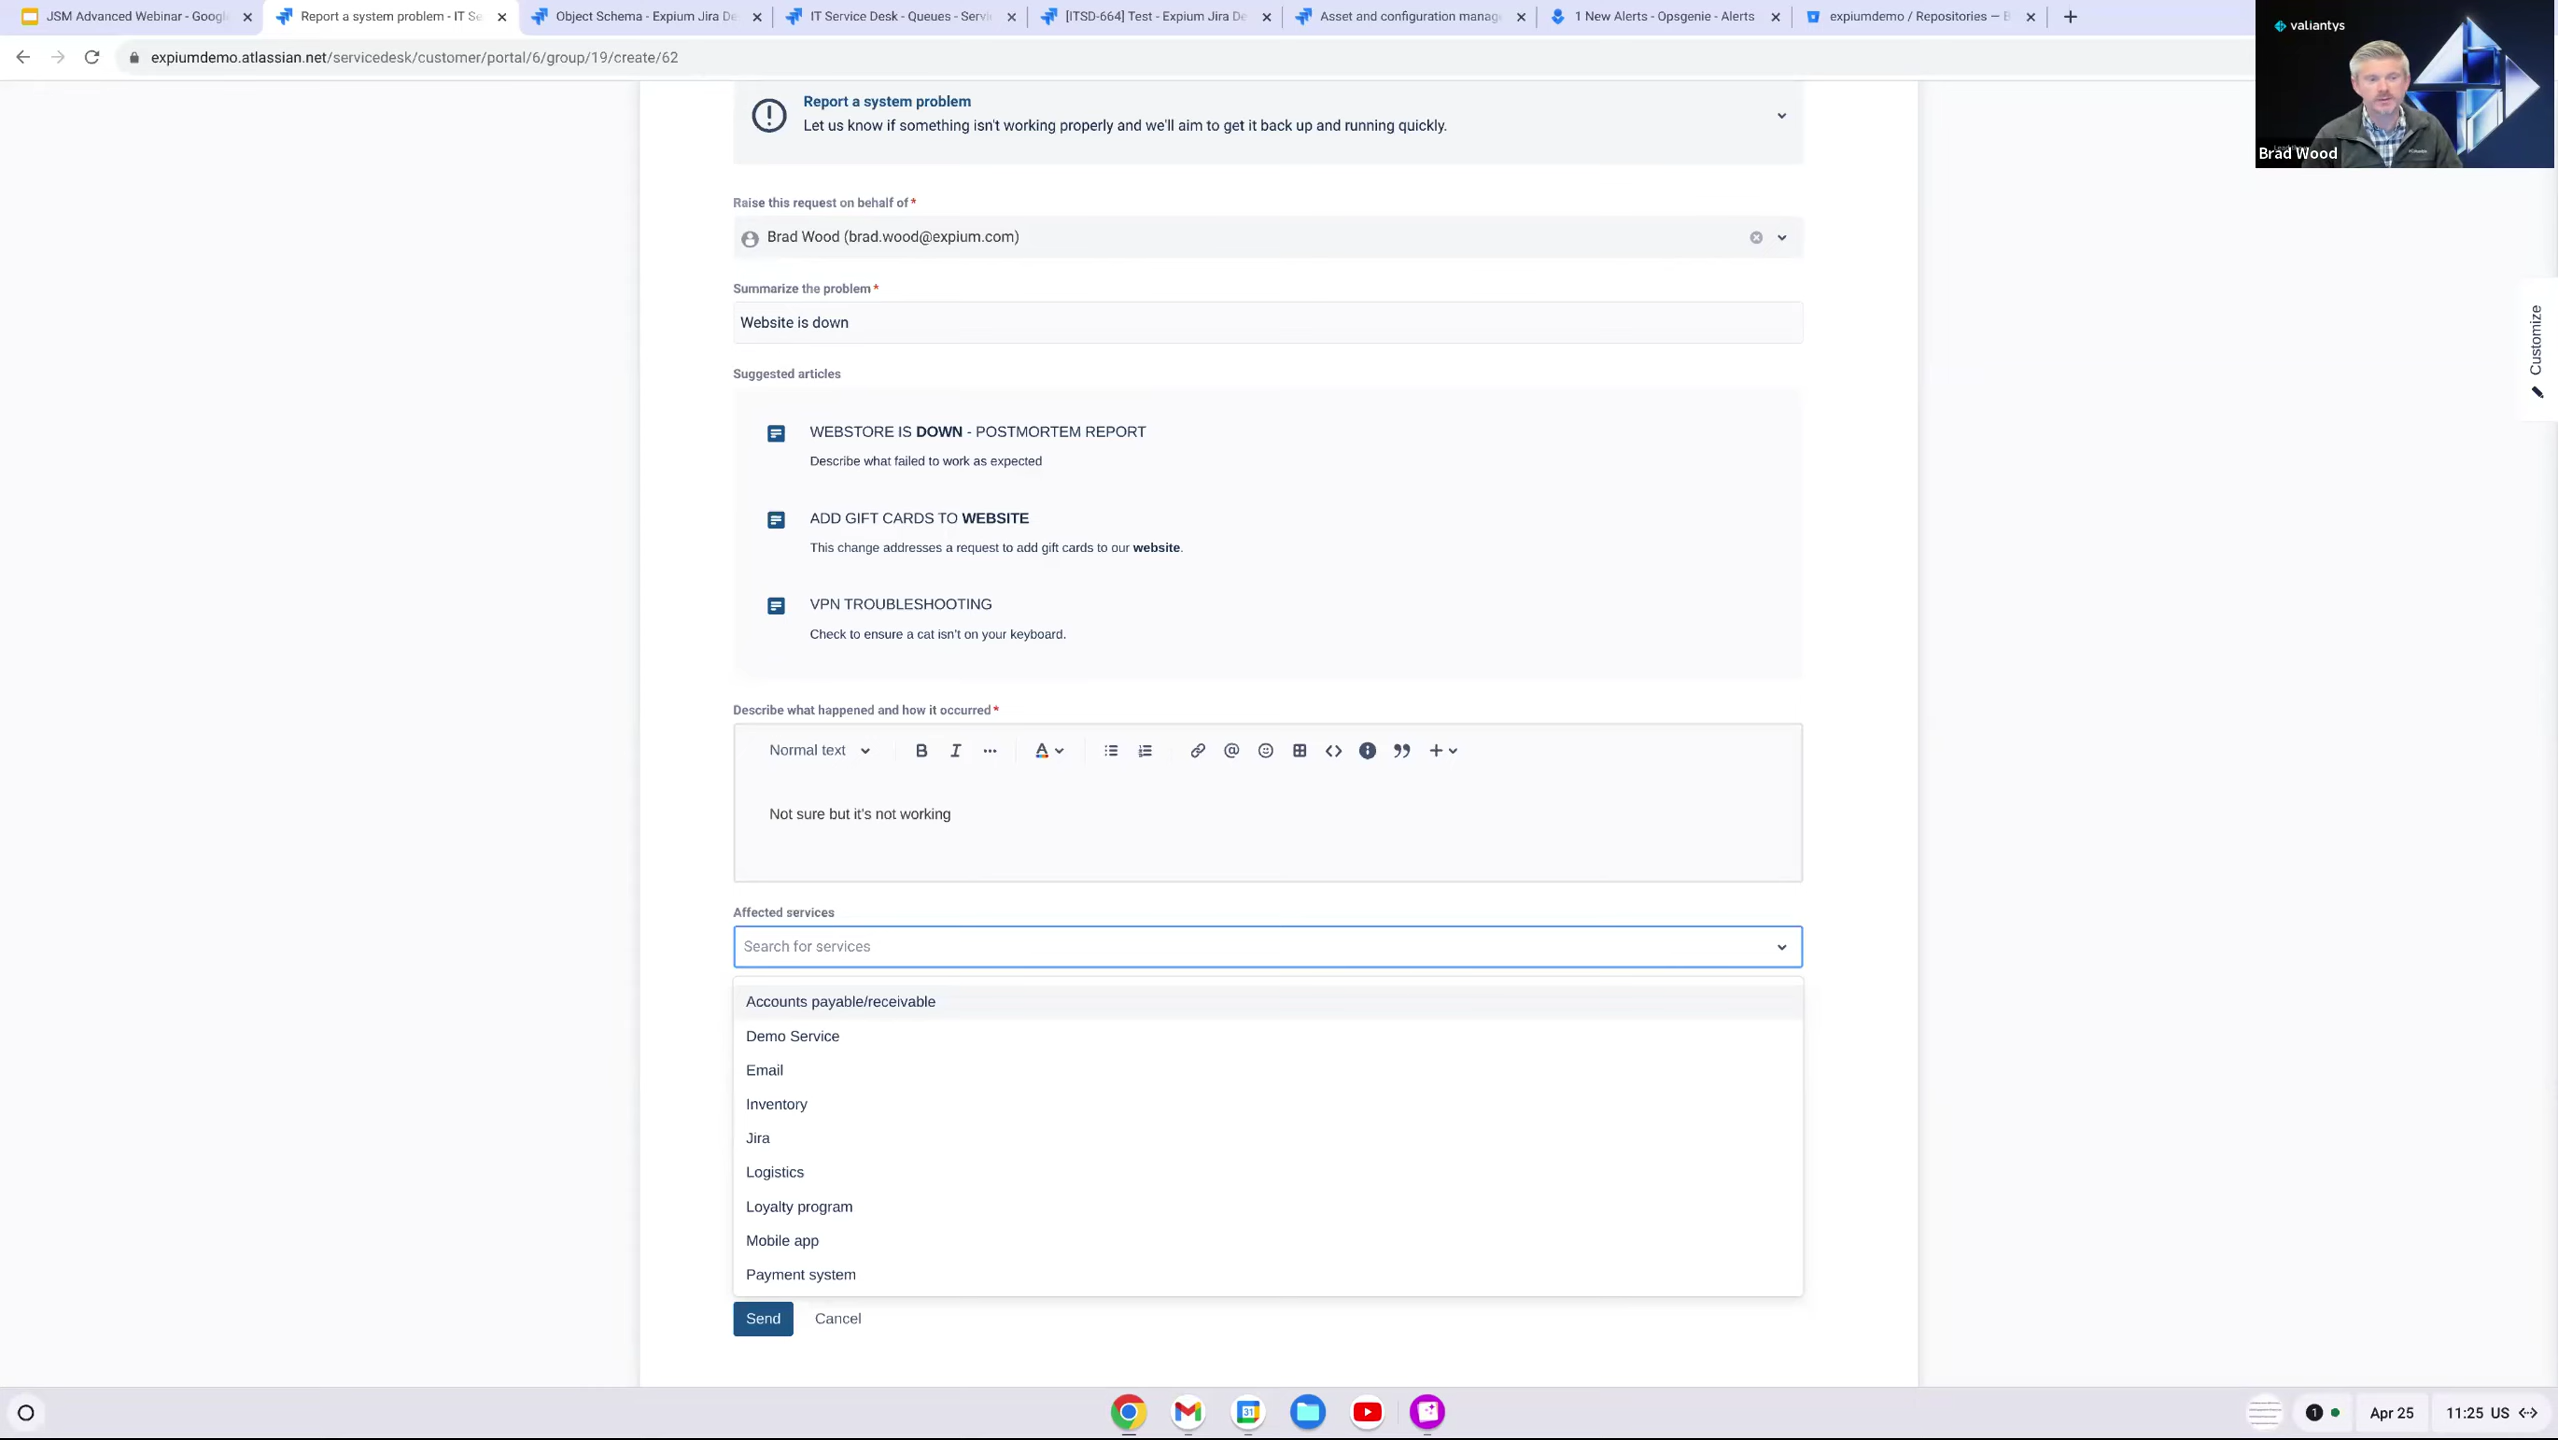 JSM Advanced Webinar - Google
Report a system problem - IT Se
Object Schema - Expium Jira De
IT Service Desk - Queues - Servi
[ITSD-664] Test - Expium Jira De
Asset and configuration manag
1 New Alerts - Opsgenie - Alerts
expiumdemo / Repositories — B
expiumdemo.atlassian.net/servicedesk/customer/portal/6/group/19/create/62
valiantys
Brad Wood
Report a system problem
Let us know if something isn't working properly and we'll aim to get it back up and running quickly.
Raise this request on behalf of *
Brad Wood (brad.wood@expium.com)
Summarize the problem *
Website is down
Customize
Suggested articles
WEBSTORE IS DOWN - POSTMORTEM REPORT
Describe what failed to work as expected
ADD GIFT CARDS TO WEBSITE
This change addresses a request to add gift cards to our website.
VPN TROUBLESHOOTING
Check to ensure a cat isn't on your keyboard.
Describe what happened and how it occurred *
Normal text B I ... A
Not sure but it's not working
Affected services
Search for services
Accounts payable/receivable
Demo Service
Email
Inventory
Jira
Logistics
Loyalty program
Mobile app
Payment system
Send Cancel
31
1 Apr 25 11:25 US